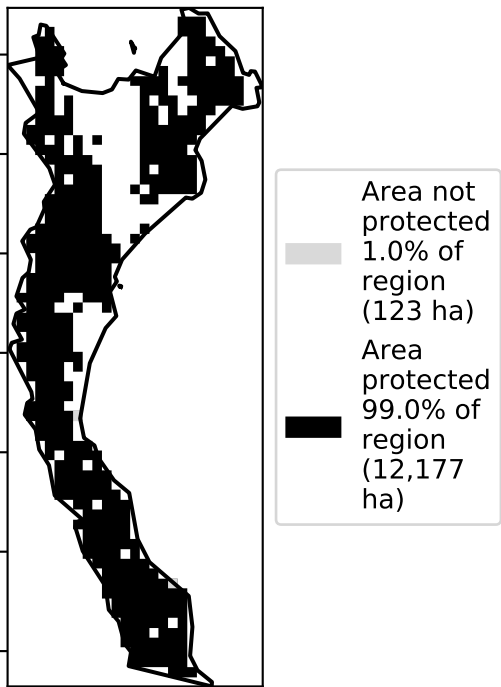 Area not
protected
1.0% of
region
(123 ha)
Area
protected
99.0% of
region
(12,177
ha)